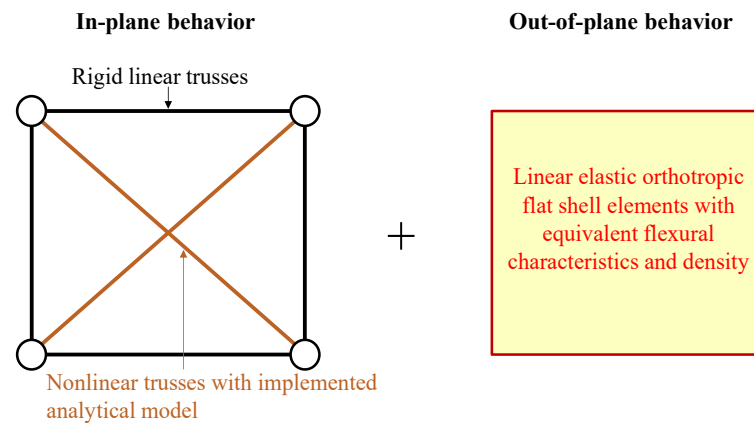 In-plane behavior
Out-of-plane behavior
Rigid linear trusses
+
Linear elastic orthotropic
flat shell elements with
equivalent flexural
characteristics and density
Nonlinear trusses with implemented
analytical model